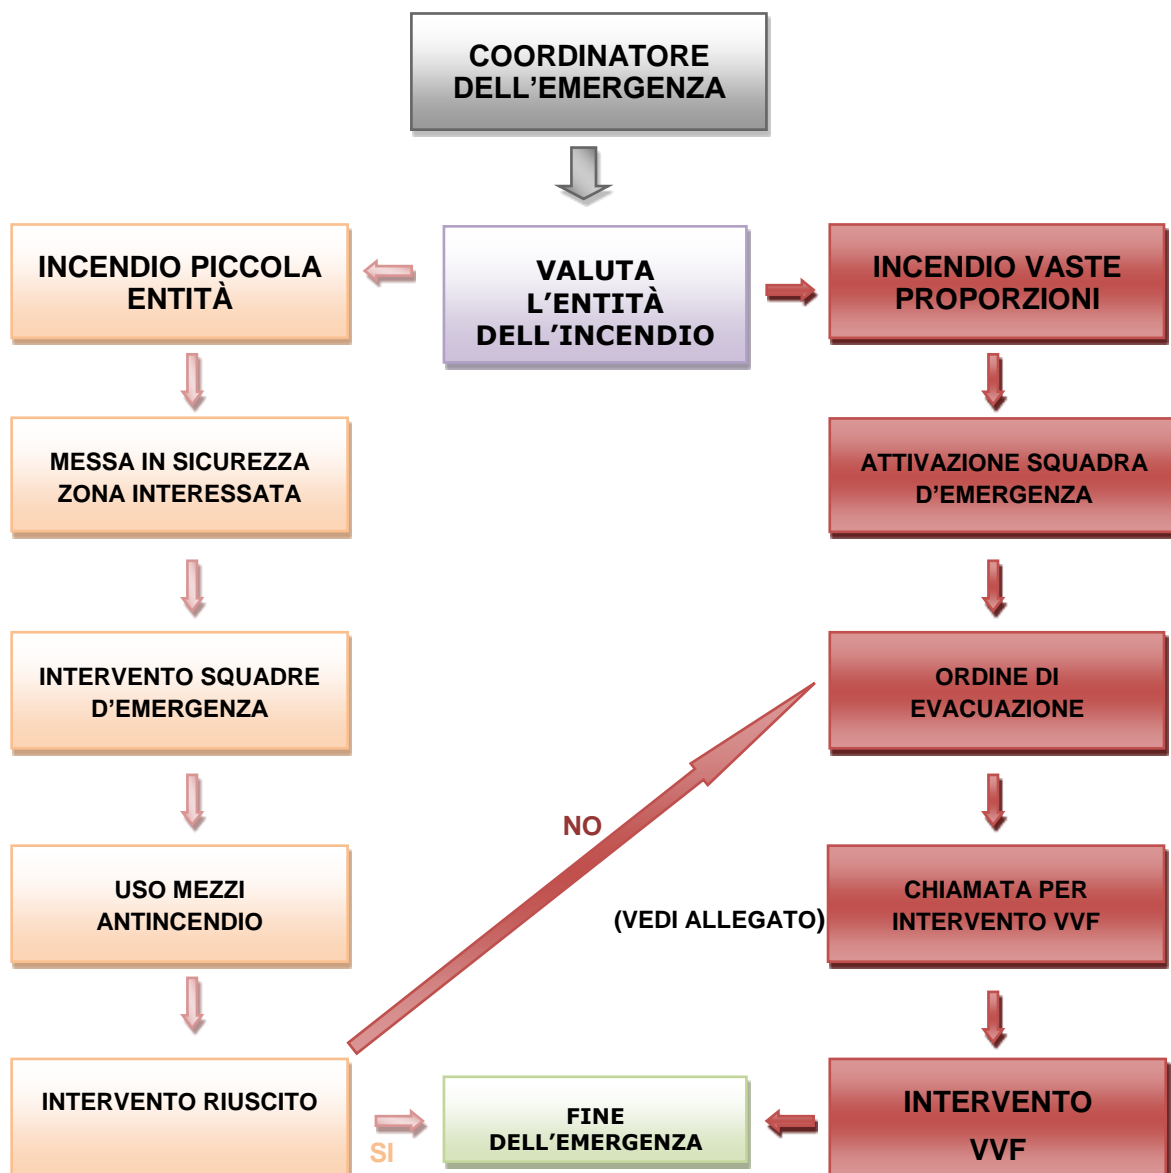 COORDINATORE
DELL'EMERGENZA
INCENDIO PICCOLA
ENTITÀ
VALUTA
L'ENTITÀ
DELL'INCENDIO
INCENDIO VASTE
PROPORZIONI
MESSA IN SICUREZZA
ZONA INTERESSATA
ATTIVAZIONE SQUADRA
D'EMERGENZA
INTERVENTO SQUADRE
D'EMERGENZA
ORDINE DI
EVACUAZIONE
NO
USO MEZZI
ANTINCENDIO
(VEDI ALLEGATO)
CHIAMATA PER
INTERVENTO VVF
INTERVENTO RIUSCITO
SI
FINE
DELL'EMERGENZA
INTERVENTO
VVF